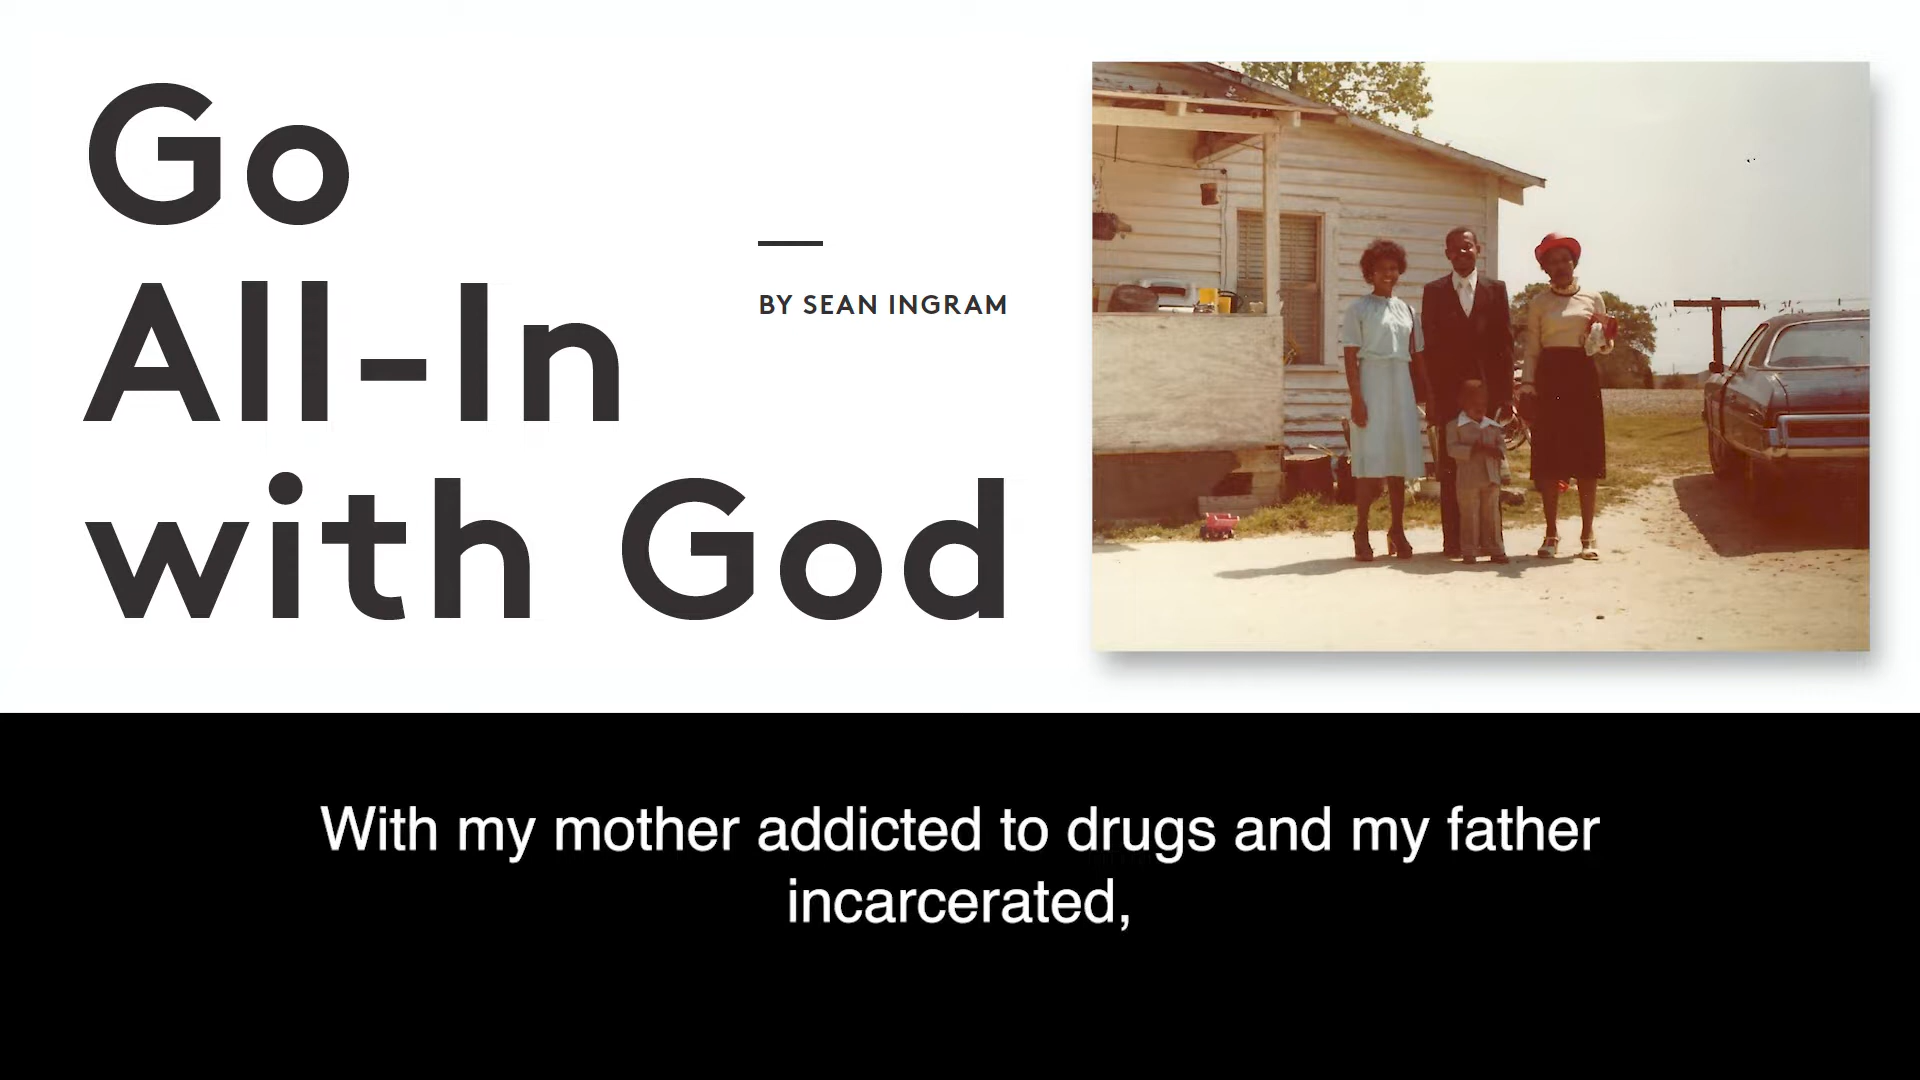 Go
All-In
with God
BY SEAN INGRAM
With my mother addicted to drugs and my father
incarcerated,